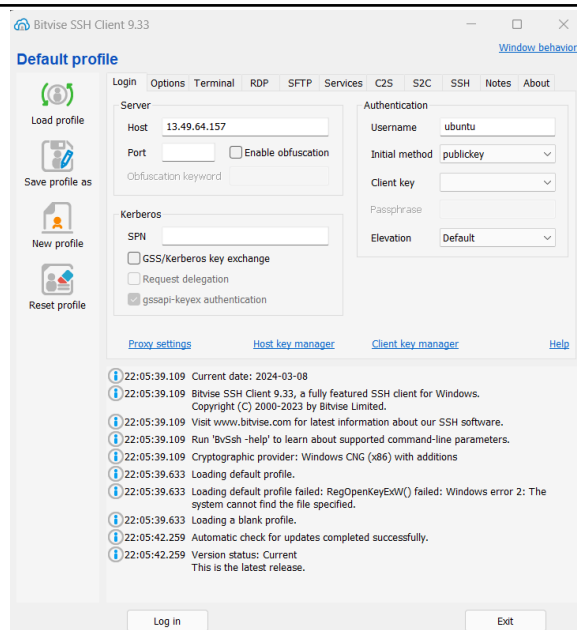 Bitvise SSH Client 9.33
Window behavior
Default profile
Load profile
Save profile as
New profile
Reset profile
Login Options Terminal RDP SFTP Services C2S S2C SSH Notes About
Server
Host 13.49.64.157
Port Enable obfuscation
Obfuscation keyword
Kerberos
SPN
GSS/Kerberos key exchange
Request delegation
gssapi-keyex authentication
Authentication
Username ubuntu
Initial method publickey
Client key
Passphrase
Elevation Default
Proxy settings Host key manager Client key manager Help
22:05:39.109 Current date: 2024-03-08
22:05:39.109 Bitvise SSH Client 9.33, a fully featured SSH client for Windows.
Copyright (C) 2000-2023 by Bitvise Limited.
22:05:39.109 Visit www.bitvise.com for latest information about our SSH software.
22:05:39.109 Run 'BvSsh -help' to learn about supported command-line parameters.
22:05:39.109 Cryptographic provider: Windows CNG (x86) with additions
22:05:39.633 Loading default profile.
22:05:39.633 Loading default profile failed: RegOpenKeyExW() failed: Windows error 2: The
system cannot find the file specified.
22:05:39.633 Loading a blank profile.
22:05:42.259 Automatic check for updates completed successfully.
22:05:42.259 Version status: Current
This is the latest release.
Log in Exit